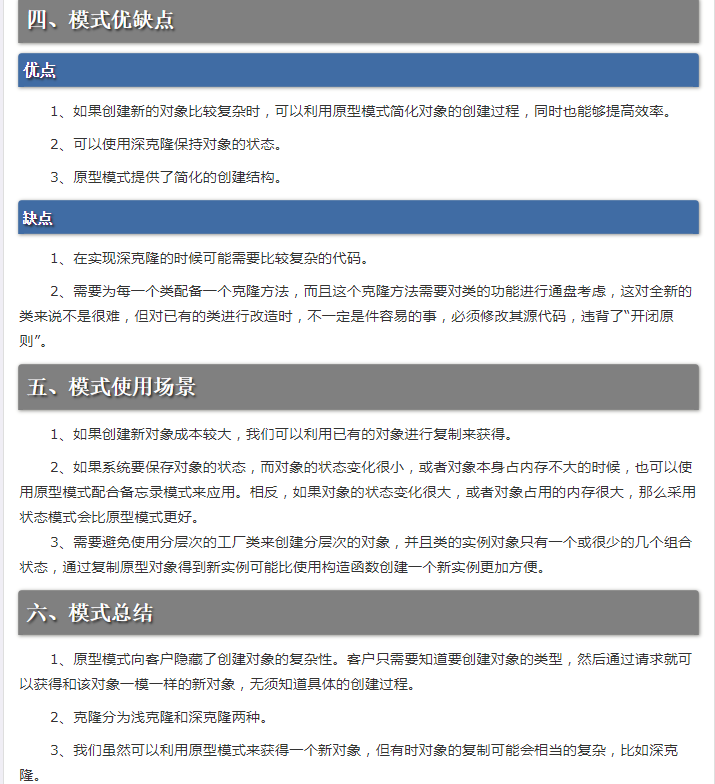 四、模式优缺点
优点
1、如果创建新的对象比较复杂时，可以利用原型模式简化对象的创建过程，同时也能够提高效率。
2、可以使用深克隆保持对象的状态。
3、原型模式提供了简化的创建结构。
缺点
1、在实现深克隆的时候可能需要比较复杂的代码。
2、需要为每一个类配备一个克隆方法，而且这个克隆方法需要对类的功能进行通盘考虑，这对全新的
类来说不是很难，但对已有的类进行改造时，不一定是件容易的事，必须修改其源代码，违背了“开闭原
则”。
五、模式使用场景
1、如果创建新对象成本较大，我们可以利用已有的对象进行复制来获得。
2、如果系统要保存对象的状态，而对象的状态变化很小，或者对象本身占内存不大的时候，也可以使
用原型模式配合备忘录模式来应用。相反，如果对象的状态变化很大，或者对象占用的内存很大，那么采用
状态模式会比原型模式更好。
3、需要避免使用分层次的工厂类来创建分层次的对象，并且类的实例对象只有一个或很少的几个组合
状态，通过复制原型对象得到新实例可能比使用构造函数创建一个新实例更加方便。
六、模式总结
1、原型模式向客户隐藏了创建对象的复杂性。客户只需要知道要创建对象的类型，然后通过请求就可
以获得和该对象一模一样的新对象，无须知道具体的创建过程。
2、克隆分为浅克隆和深克隆两种。
3、我们虽然可以利用原型模式来获得一个新对象，但有时对象的复制可能会相当的复杂，比如深克
隆。